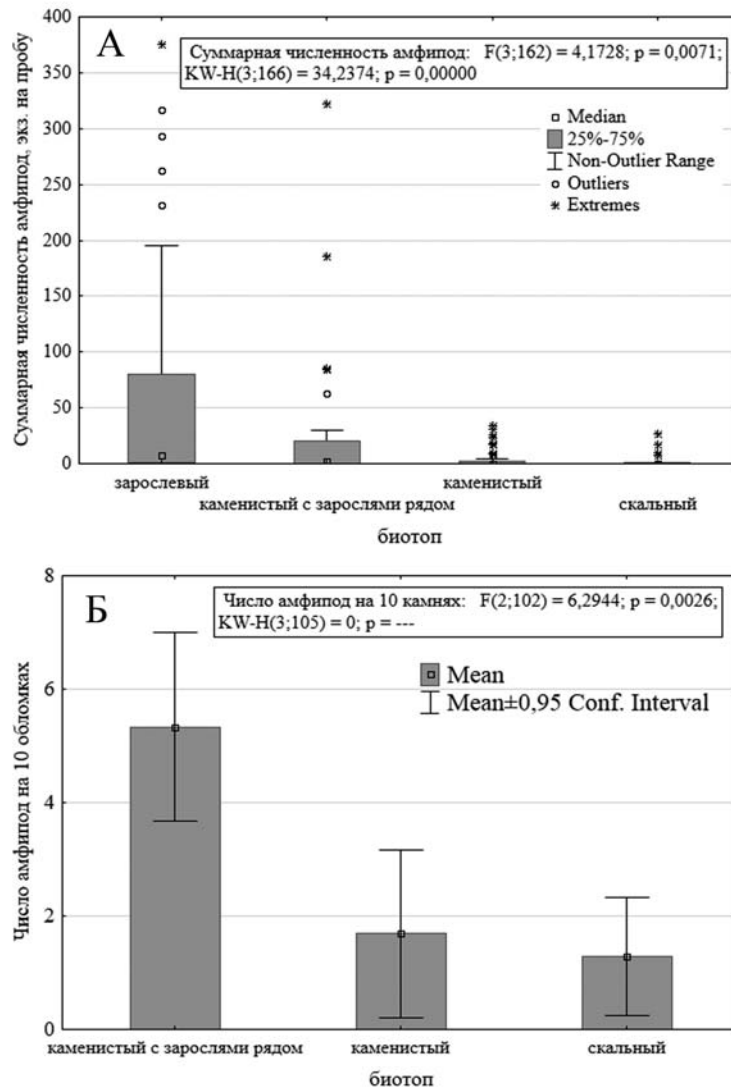 А
Суммарная численность амфипод: F(3;162) = 4,1728; p = 0,0071;
KW-H(3;166) = 34,2374; p = 0,00000
Median
25%-75%
Non-Outlier Range
Outliers
Extremes
Суммарная численность амфипод, экз. на пробу
400
350
300
250
200
150
100
50
0
зарослевый
каменистый с зарослями рядом
каменистый
скальный
биотоп
Б
Число амфипод на 10 камнях: F(2;102) = 6,2944; p = 0,0026;
KW-H(3;105) = 0; p = ---
Mean
Mean±0,95 Conf. Interval
Число амфипод на 10 обломках
8
6
4
2
0
каменистый с зарослями рядом
каменистый
скальный
биотоп